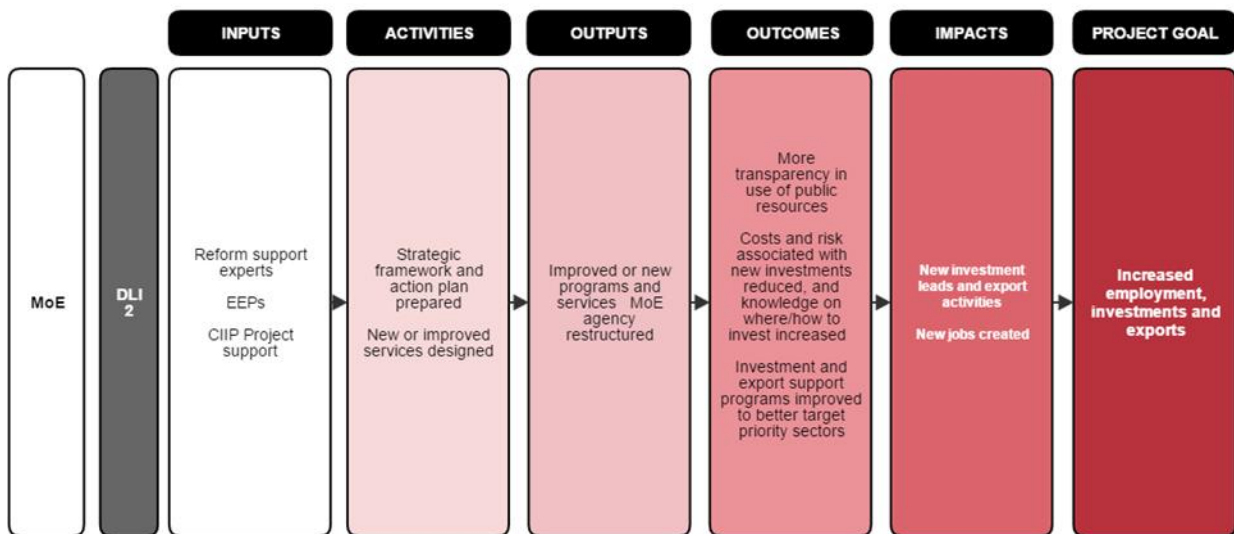 INPUTS
ACTIVITIES
OUTPUTS
OUTCOMES
IMPACTS
PROJECT GOAL
MoE
DLI
2
Reform support
experts
EEPs
CIIP Project
support
Strategic
framework and
action plan
prepared
New or improved
services designed
Improved or new
programs and
services MoE
agency
restructured
More
transparency in
use of public
resources
Costs and risk
associated with
new investments
reduced, and
knowledge on
where/how to
invest increased
Investment and
export support
programs improved
to better target
priority sectors
New investment
leads and export
activities
New jobs created
Increased
employment,
investments and
exports